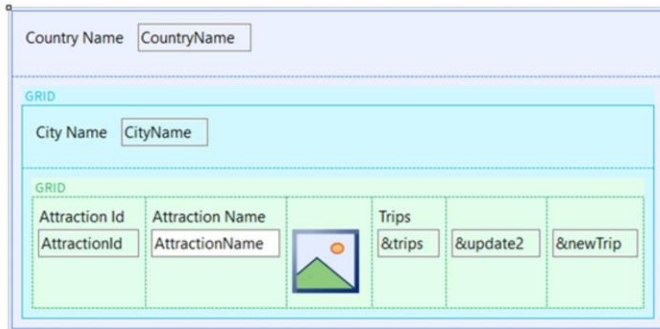 Country Name CountryName
GRID
City Name CityName
GRID
Attraction Id Attraction Name Trips
AttractionId AttractionName &trips &update2 &newTrip